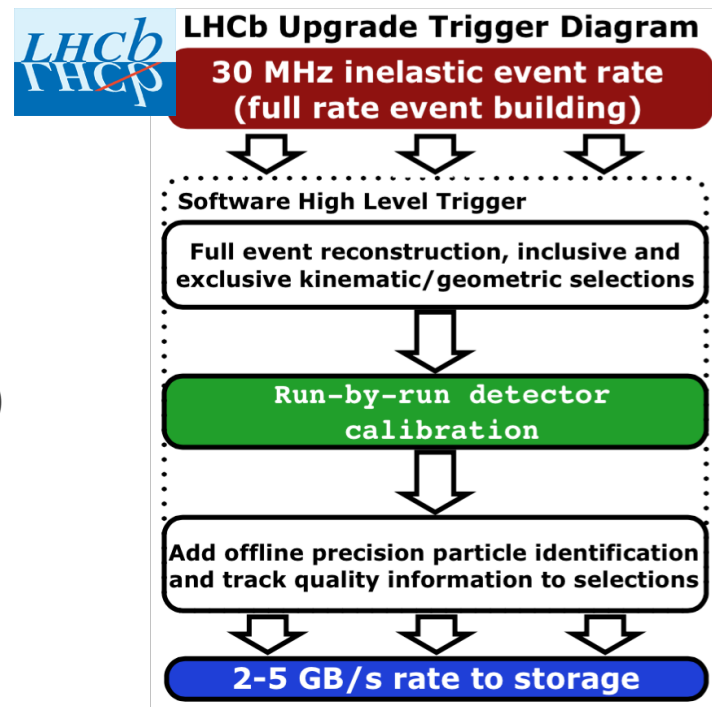 LHCb
LHCb Upgrade Trigger Diagram
30 MHz inelastic event rate
(full rate event building)
Software High Level Trigger
Full event reconstruction, inclusive and
exclusive kinematic/geometric selections
Run-by-run detector
calibration
Add offline precision particle identification
and track quality information to selections
2-5 GB/s rate to storage